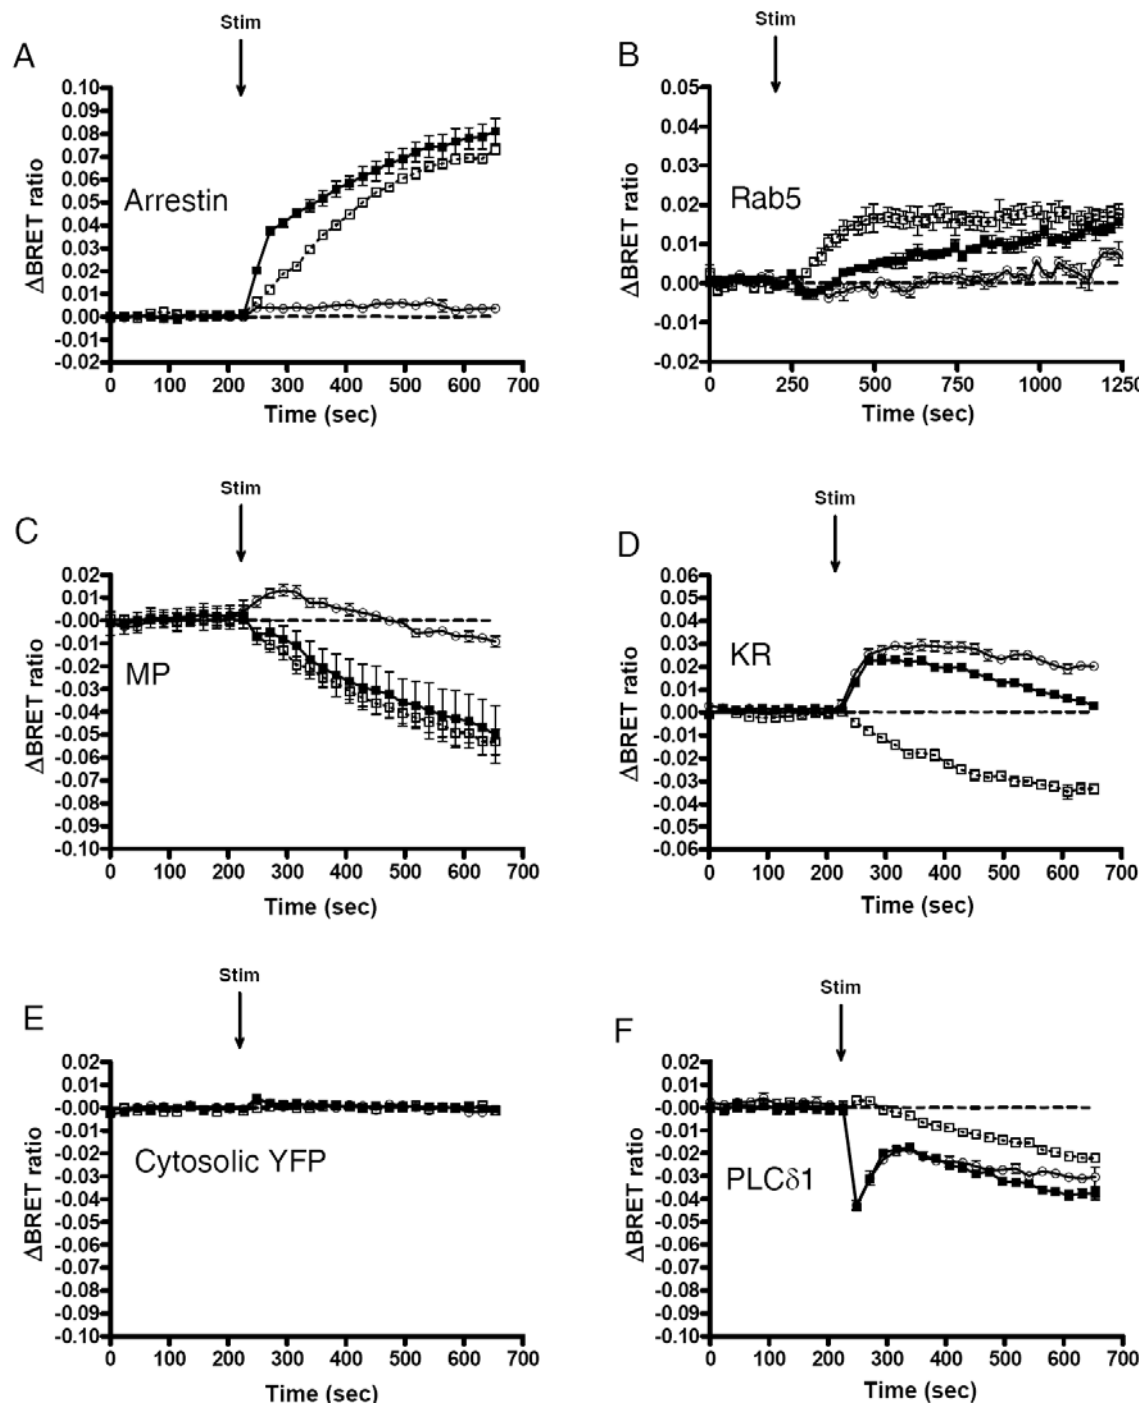 Stim
A
0.10
0.09
0.08
0.07
0.06
0.05
0.04
0.03
0.02
0.01
0.00
-0.01
-0.02
ΔBRET ratio
Arrestin
0 100 200 300 400 500 600 700
Time (sec)
Stim
B
0.05
0.04
0.03
0.02
0.01
0.00
-0.01
-0.02
ΔBRET ratio
Rab5
0 250 500 750 1000 1250
Time (sec)
Stim
C
0.02
0.01
-0.00
-0.01
-0.02
-0.03
-0.04
-0.05
-0.06
-0.07
-0.08
-0.09
-0.10
ΔBRET ratio
MP
0 100 200 300 400 500 600 700
Time (sec)
Stim
D
0.06
0.05
0.04
0.03
0.02
0.01
0.00
-0.01
-0.02
-0.03
-0.04
-0.05
-0.06
ΔBRET ratio
KR
0 100 200 300 400 500 600 700
Time (sec)
Stim
E
0.02
0.01
-0.00
-0.01
-0.02
-0.03
-0.04
-0.05
-0.06
-0.07
-0.08
-0.09
-0.10
ΔBRET ratio
Cytosolic YFP
0 100 200 300 400 500 600 700
Time (sec)
Stim
F
0.02
0.01
-0.00
-0.01
-0.02
-0.03
-0.04
-0.05
-0.06
-0.07
-0.08
-0.09
-0.10
ΔBRET ratio
PLCδ1
0 100 200 300 400 500 600 700
Time (sec)